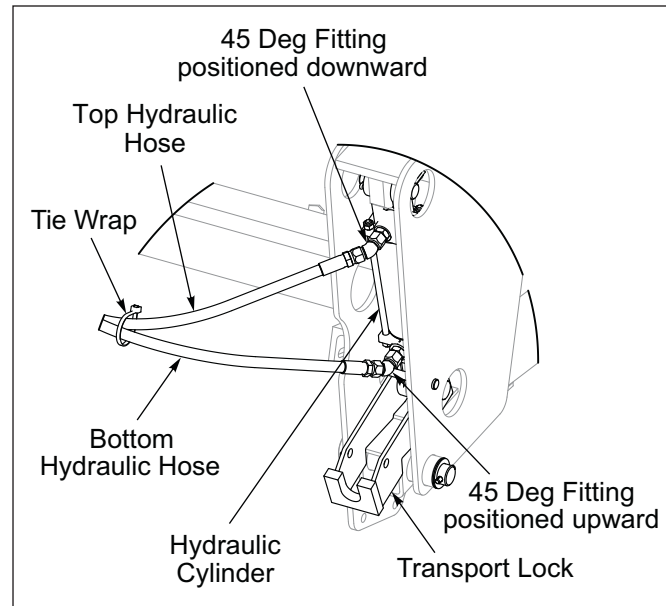 45 Deg Fitting
positioned downward
Top Hydraulic
Hose
Tie Wrap
Bottom
Hydraulic Hose
45 Deg Fitting
positioned upward
Hydraulic
Cylinder
Transport Lock